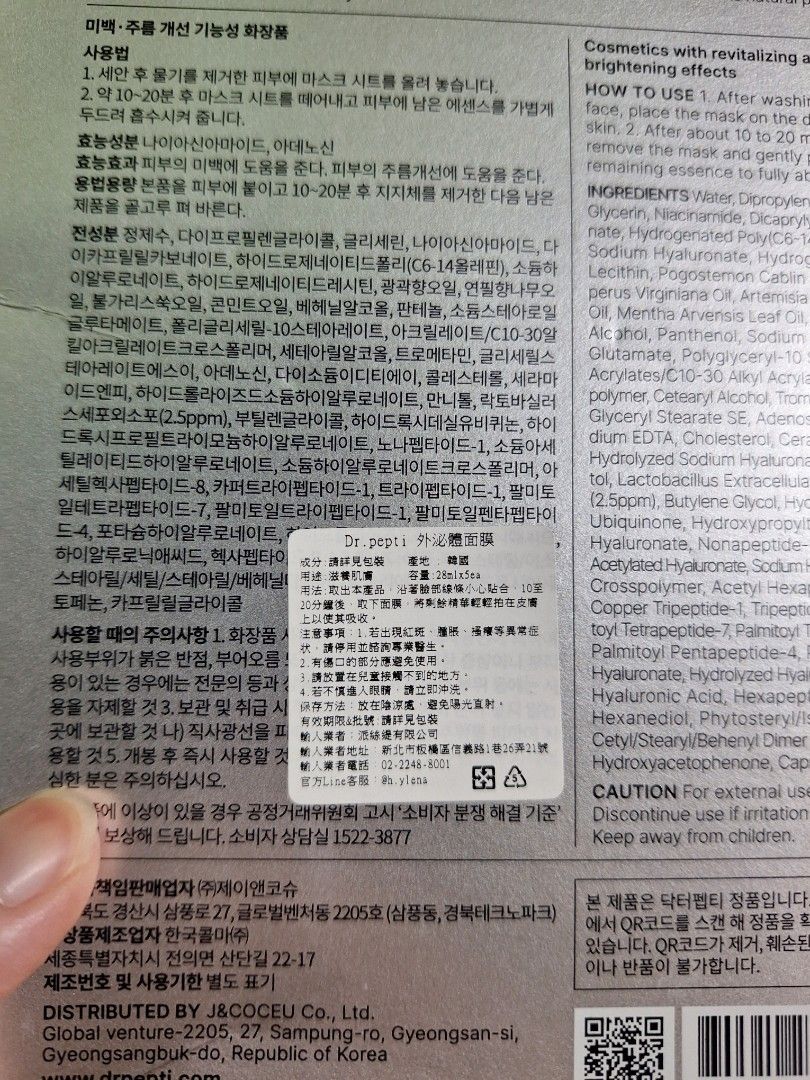 미백·주름 개선 기능성 화장품
사용법
1. 세안 후 물기를 제거한 피부에 마스크 시트를 올려 놓습니다.
2. 약 10~20분 후 마스크 시트를 떼어내고 피부에 남은 에센스를 가볍게
두드려 흡수시켜 줍니다.
효능성분 나이아신아마이드, 아데노신
효능효과 피부의 미백에 도움을 준다. 피부의 주름개선에 도움을 준다.
용법용량 본품을 피부에 붙이고 10~20분 후 지지체를 제거한 다음 남은
제품을 골고루 펴 바른다.
전성분 정제수, 다이프로필렌글라이콜, 글리세린, 나이아신아마이드, 다
이카프릴릴카보네이트, 하이드로제네이티드폴리(C6-14올레핀), 소듐하
이알루로네이트, 하이드로제네이티드레시틴, 광곽향오일, 연필향나무오
일, 불가리스쑥오일, 콘민트오일, 베헤닐알코올, 판테놀, 소듐스테아로일
글루타메이트, 폴리글리세릴-10스테아레이트, 아크릴레이트/C10-30알
킬아크릴레이트크로스폴리머, 세테아릴알코올, 트로메타민, 글리세릴스
테아레이트에스이, 아데노신, 다이소듐이디티에이, 콜레스테롤, 세라마
이드엔피, 하이드롤라이즈드소듐하이알루로네이트, 만니톨, 락토바실러
스세포외소포(2.5ppm), 부틸렌글라이콜, 하이드록시데실유비퀴논, 하이
드록시프로필트라이모늄하이알루로네이트, 노나펩타이드-1, 소듐아세
틸레이티드하이알루로네이트, 소듐하이알루로네이트크로스폴리머, 아
세틸헥사펩타이드-8, 카퍼트라이펩타이드-1, 트라이펩타이드-1, 팔미토
일테트라펩타이드-7, 팔미토일트라이펩타이드-1, 팔미토일펜타펩타이
드-4, 포타슘하이알루로네이트,
하이알루로닉애씨드, 헥사펩타이
스테아릴/세틸/스테아릴/베헤닐
토페논, 카프릴릴글라이콜
사용할 때의 주의사항 1. 화장품
사용부위가 붉은 반점, 부어오름
용이 있는 경우에는 전문의 등과
용을 자제할 것 3. 보관 및 취급 시
곳에 보관할 것 나) 직사광선을 피
용할 것 5. 개봉 후 즉시 사용할 것
심한 분은 주의하십시오.
에 이상이 있을 경우 공정거래위원회 고시 '소비자 분쟁 해결 기준'
보상해 드립니다. 소비자 상담실 1522-3877
책임판매업자 ㈜제이앤코슈
북도 경산시 삼풍로 27, 글로벌벤처동 2205호 (삼풍동, 경북테크노파크)
장품제조업자 한국콜마㈜
세종특별자치시 전의면 산단길 22-17
제조번호 및 사용기한 별도 표기
DISTRIBUTED BY J&COCEU Co., Ltd.
Global venture-2205, 27, Sampung-ro, Gyeongsan-si,
Gyeongsangbuk-do, Republic of Korea
www.drpepti.com
Dr.pepti 外泌體面膜
成分:請詳見包裝 產地:韓國
用途:滋養肌膚 容量:28mlx5ea
用法:取出本產品,沿著臉部線條小心貼合,10至
20分鐘後,取下面膜,將剩餘精華輕輕拍在皮膚
上以使其吸收。
注意事項:1.若出現紅斑、腫脹、搔癢等異常症
狀,請停用並諮詢專業醫生。
2.有傷口的部分應避免使用。
3.請放置在兒童接觸不到的地方。
4.若不慎進入眼睛,請立即沖洗。
保存方法:放在陰涼處,避免陽光直射。
有效期限&批號:請詳見包裝
輸入業者:派絲緹有限公司
輸入業者地址:新北市板橋區信義路1巷26弄21號
輸入業者電話:02-2248-8001
官方Line客服:@h.ylena
Cosmetics with revitalizing a
brightening effects
HOW TO USE 1. After washin
face, place the mask on the d
skin. 2. After about 10 to 20 m
remove the mask and gently
remaining essence to fully ab
INGREDIENTS Water, Dipropylen
Glycerin, Niacinamide, Dicapryly
nate, Hydrogenated Poly(C6-1
Sodium Hyaluronate, Hydrog
Lecithin, Pogostemon Cablin
perus Virginiana Oil, Artemisia
Oil, Mentha Arvensis Leaf Oil,
Alcohol, Panthenol, Sodium
Glutamate, Polyglyceryl-10
Acrylates/C10-30 Alkyl Acryla
polymer, Cetearyl Alcohol, Trom
Glyceryl Stearate SE, Adenos
dium EDTA, Cholesterol, Cera
Hydrolyzed Sodium Hyalurona
tol, Lactobacillus Extracellula
(2.5ppm), Butylene Glycol, Hyd
Ubiquinone, Hydroxypropyl
Hyaluronate, Nonapeptide-
Acetylated Hyaluronate, Sodium H
Crosspolymer, Acetyl Hexap
Copper Tripeptide-1, Tripepti
toyl Tetrapeptide-7, Palmitoyl T
Palmitoyl Pentapeptide-4, P
Hyaluronate, Hydrolyzed Hyal
Hyaluronic Acid, Hexapept
Hexanediol, Phytosteryl/Is
Cetyl/Stearyl/Behenyl Dimer
Hydroxyacetophenone, Cap
CAUTION For external use
Discontinue use if irritation
Keep away from children.
본 제품은 닥터펩티 정품입니다.
에서 QR코드를 스캔 해 정품을 확
있습니다. QR코드가 제거, 훼손된
이나 반품이 불가합니다.